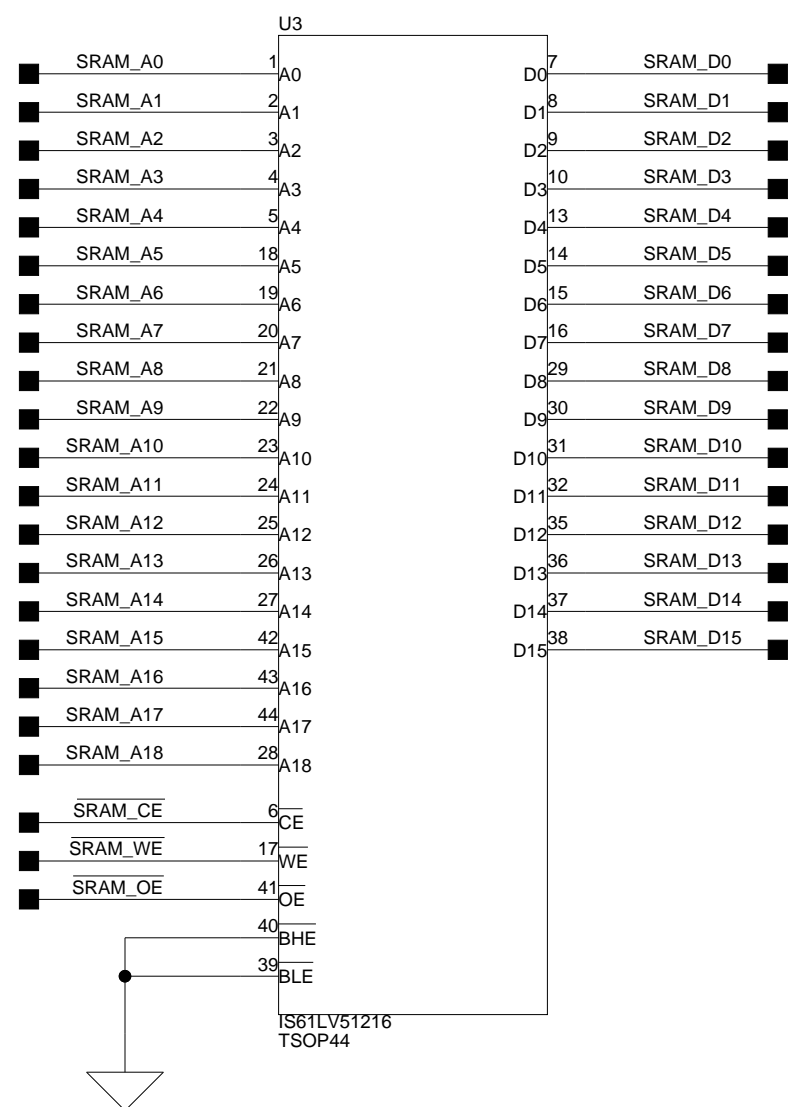 U3
SRAM_A0 1 A0 D0 7 SRAM_D0
SRAM_A1 2 A1 D1 8 SRAM_D1
SRAM_A2 3 A2 D2 9 SRAM_D2
SRAM_A3 4 A3 D3 10 SRAM_D3
SRAM_A4 5 A4 D4 13 SRAM_D4
SRAM_A5 18 A5 D5 14 SRAM_D5
SRAM_A6 19 A6 D6 15 SRAM_D6
SRAM_A7 20 A7 D7 16 SRAM_D7
SRAM_A8 21 A8 D8 29 SRAM_D8
SRAM_A9 22 A9 D9 30 SRAM_D9
SRAM_A10 23 A10 D10 31 SRAM_D10
SRAM_A11 24 A11 D11 32 SRAM_D11
SRAM_A12 25 A12 D12 35 SRAM_D12
SRAM_A13 26 A13 D13 36 SRAM_D13
SRAM_A14 27 A14 D14 37 SRAM_D14
SRAM_A15 42 A15 D15 38 SRAM_D15
SRAM_A16 43 A16
SRAM_A17 44 A17
SRAM_A18 28 A18
SRAM_CE 6 CE
SRAM_WE 17 WE
SRAM_OE 41 OE
40 BHE
39 BLE
IS61LV51216
TSOP44